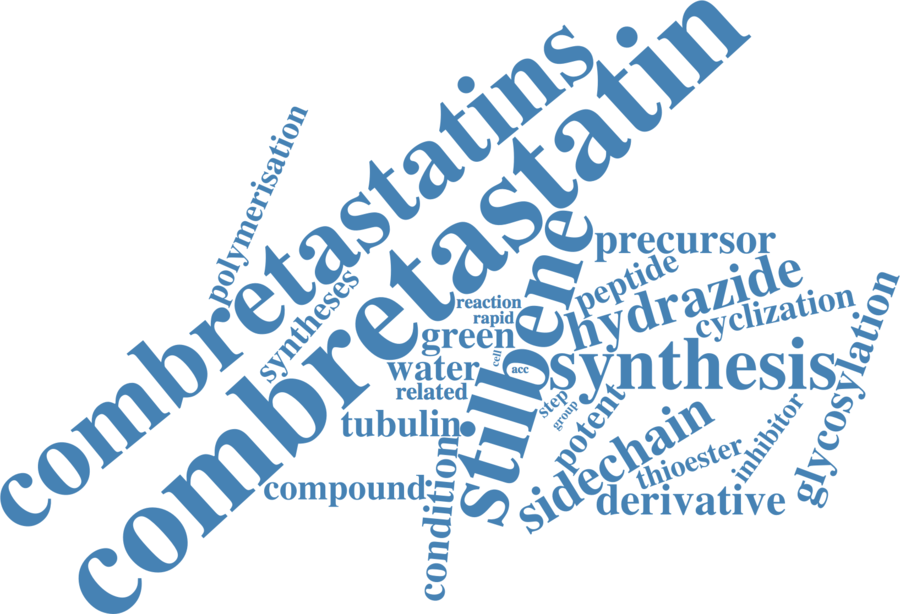 combretastatins
combretastatin
polymerisation
syntheses
stilbene
precursor
peptide
hydrazide
cyclization
reaction
rapid
green
cell
acc
water
related
synthesis
glycosylation
step
group
potent
tubulin
sidechain
inhibitor
thioester
compound
condition
derivative